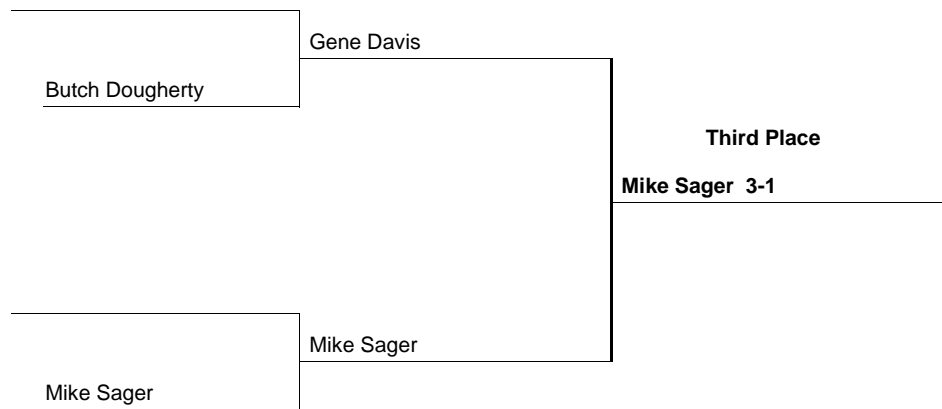 Gene Davis
Butch Dougherty
Third Place
Mike Sager 3-1
Mike Sager
Mike Sager